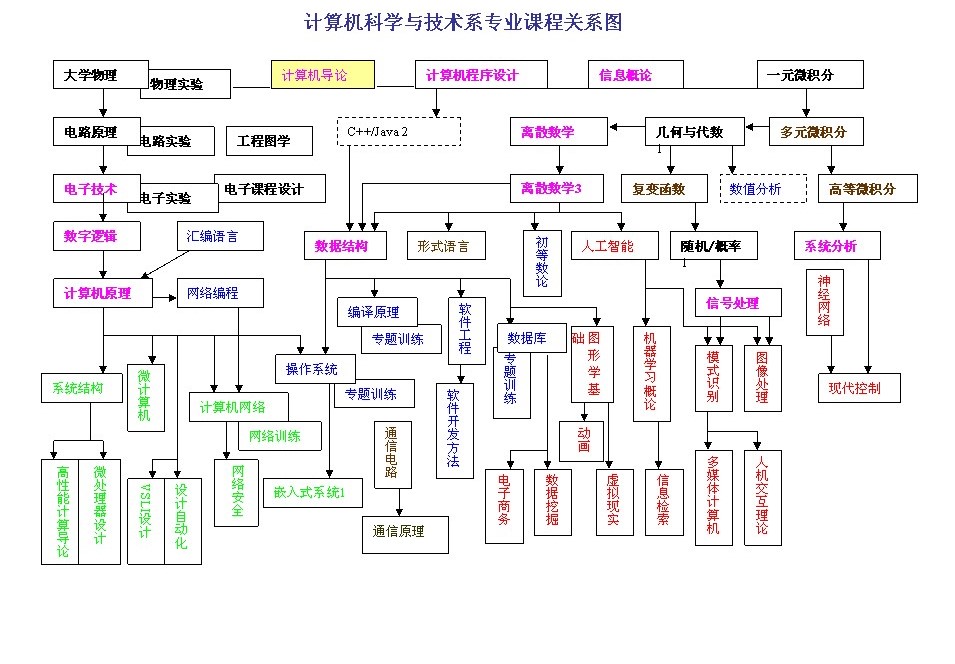 计算机科学与技术系专业课程关系图
大学物理
物理实验
计算机导论
计算机程序设计
信息概论
一元微积分
电路原理
电路实验
工程图学
C++/Java 2
离散数学
几何与代数
1
多元微积分
电子技术
电子实验
电子课程设计
离散数学3
复变函数
数值分析
高等微积分
数字逻辑
汇编语言
数据结构
形式语言
初等数论
人工智能
随机/概率
1
系统分析
计算机原理
网络编程
编译原理
专题训练
软件工程
数据库
专题训练
图形学基础
机器学习概论
信号处理
神经网络
模式识别
图像处理
现代控制
系统结构
微计算机
操作系统
专题训练
计算机网络
网络训练
通信电路
软件开发方法
动画
高性能计算导论
微处理器设计
VSLI设计
设计自动化
网络安全
嵌入式系统1
通信原理
电子商务
数据挖掘
虚拟现实
信息检索
多媒体计算机
人机交互理论